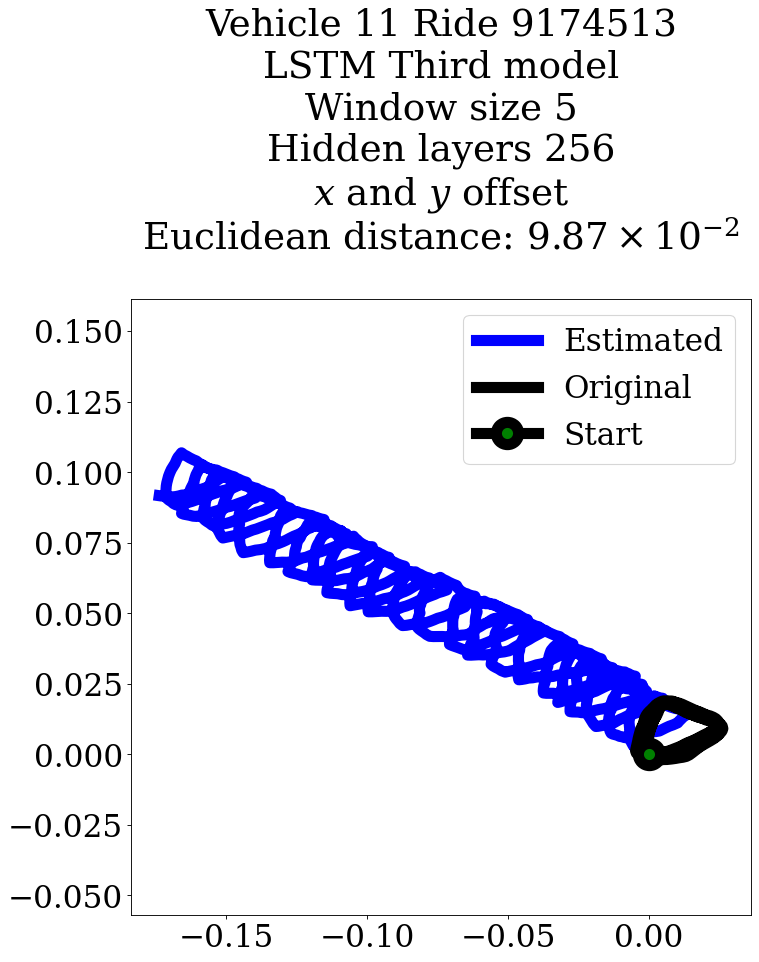 Vehicle 11 Ride 9174513
LSTM Third model
Window size 5
Hidden layers 256
x and y offset
Euclidean distance: 9.87 × 10⁻²
Estimated
Original
Start
0.150
0.125
0.100
0.075
0.050
0.025
0.000
−0.025
−0.050
−0.15 −0.10 −0.05 0.00